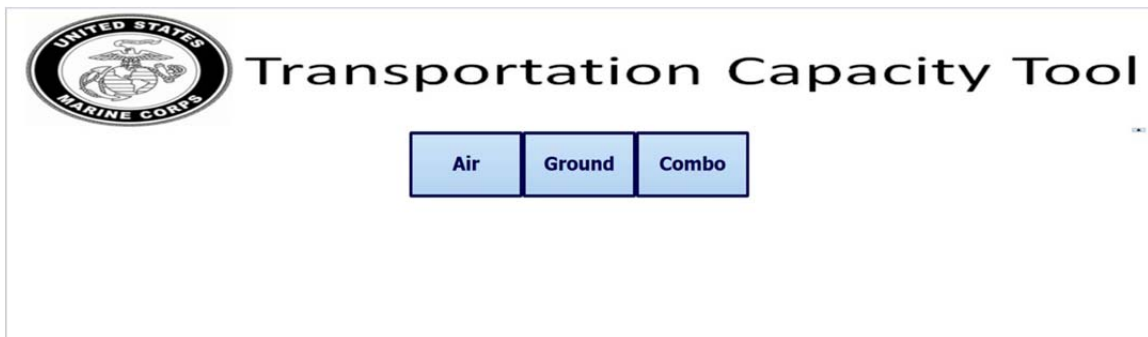 UNITED STATES
MARINE CORPS
Transportation Capacity Tool
Air Ground Combo